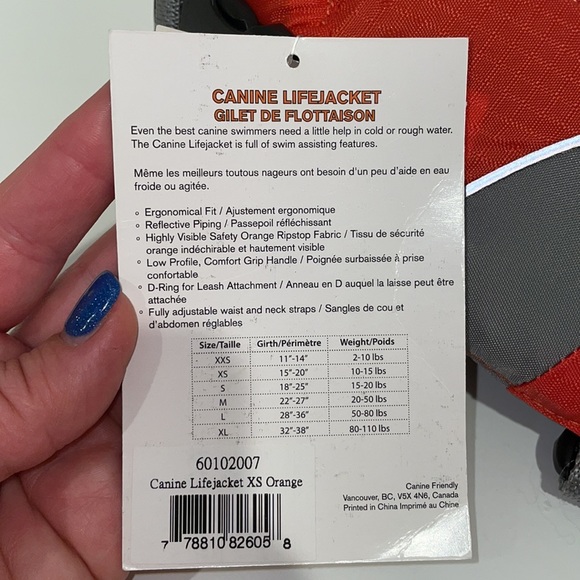 CANINE LIFEJACKET
GILET DE FLOTTAISON
Even the best canine swimmers need a little help in cold or rough water.
The Canine Lifejacket is full of swim assisting features.
Même les meilleurs toutous nageurs ont besoin d'un peu d'aide en eau
froide ou agitée.
Ergonomical Fit / Ajustement ergonomique
Reflective Piping / Passepoil réfléchissant
Highly Visible Safety Orange Ripstop Fabric / Tissu de sécurité
orange indéchirable et hautement visible
Low Profile, Comfort Grip Handle / Poignée surbaissée à prise
confortable
D-Ring for Leash Attachment / Anneau en D auquel la laisse peut être
attachée
Fully adjustable waist and neck straps / Sangles de cou et
d'abdomen réglables
Size/Taille Girth/Périmètre Weight/Poids
XXS 11"-14" 2-10 lbs
XS 15"-20" 10-15 lbs
S 18"-25" 15-20 lbs
M 22"-27" 20-50 lbs
L 28"-36" 50-80 lbs
XL 32"-38" 80-110 lbs
60102007
Canine Lifejacket XS Orange
7 78810 82605 8
Canine Friendly
Vancouver, BC, V5X 4N6, Canada
Printed in China Imprimé au Chine